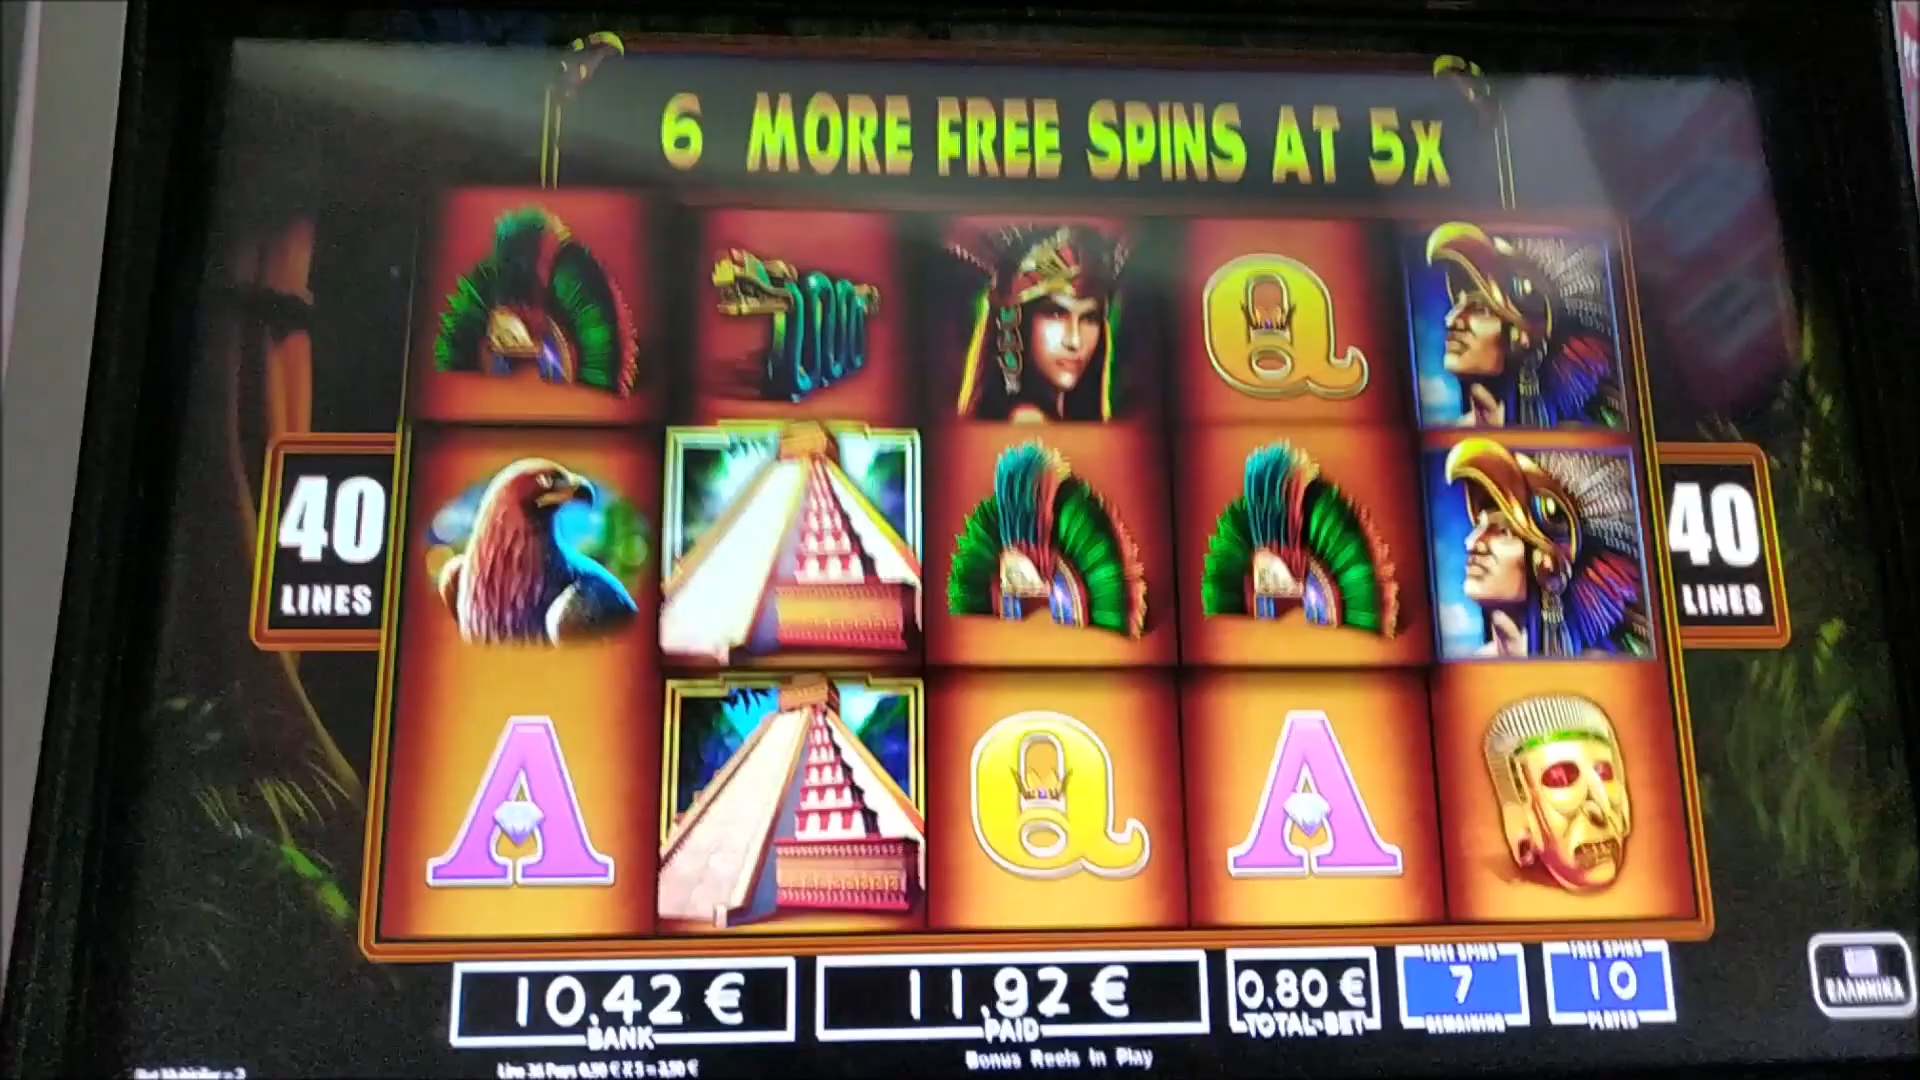 6 MORE FREE SPINS AT 5X
40
LINES
40
LINES
Q
A
Q
A
10.42 €
BANK
11.92 €
PAID
0.80 €
TOTAL BET
FREE SPINS
7
REMAINING
FREE SPINS
10
PLAYED
ΕΛΛΗΝΙΚΑ
Bonus Reels In Play